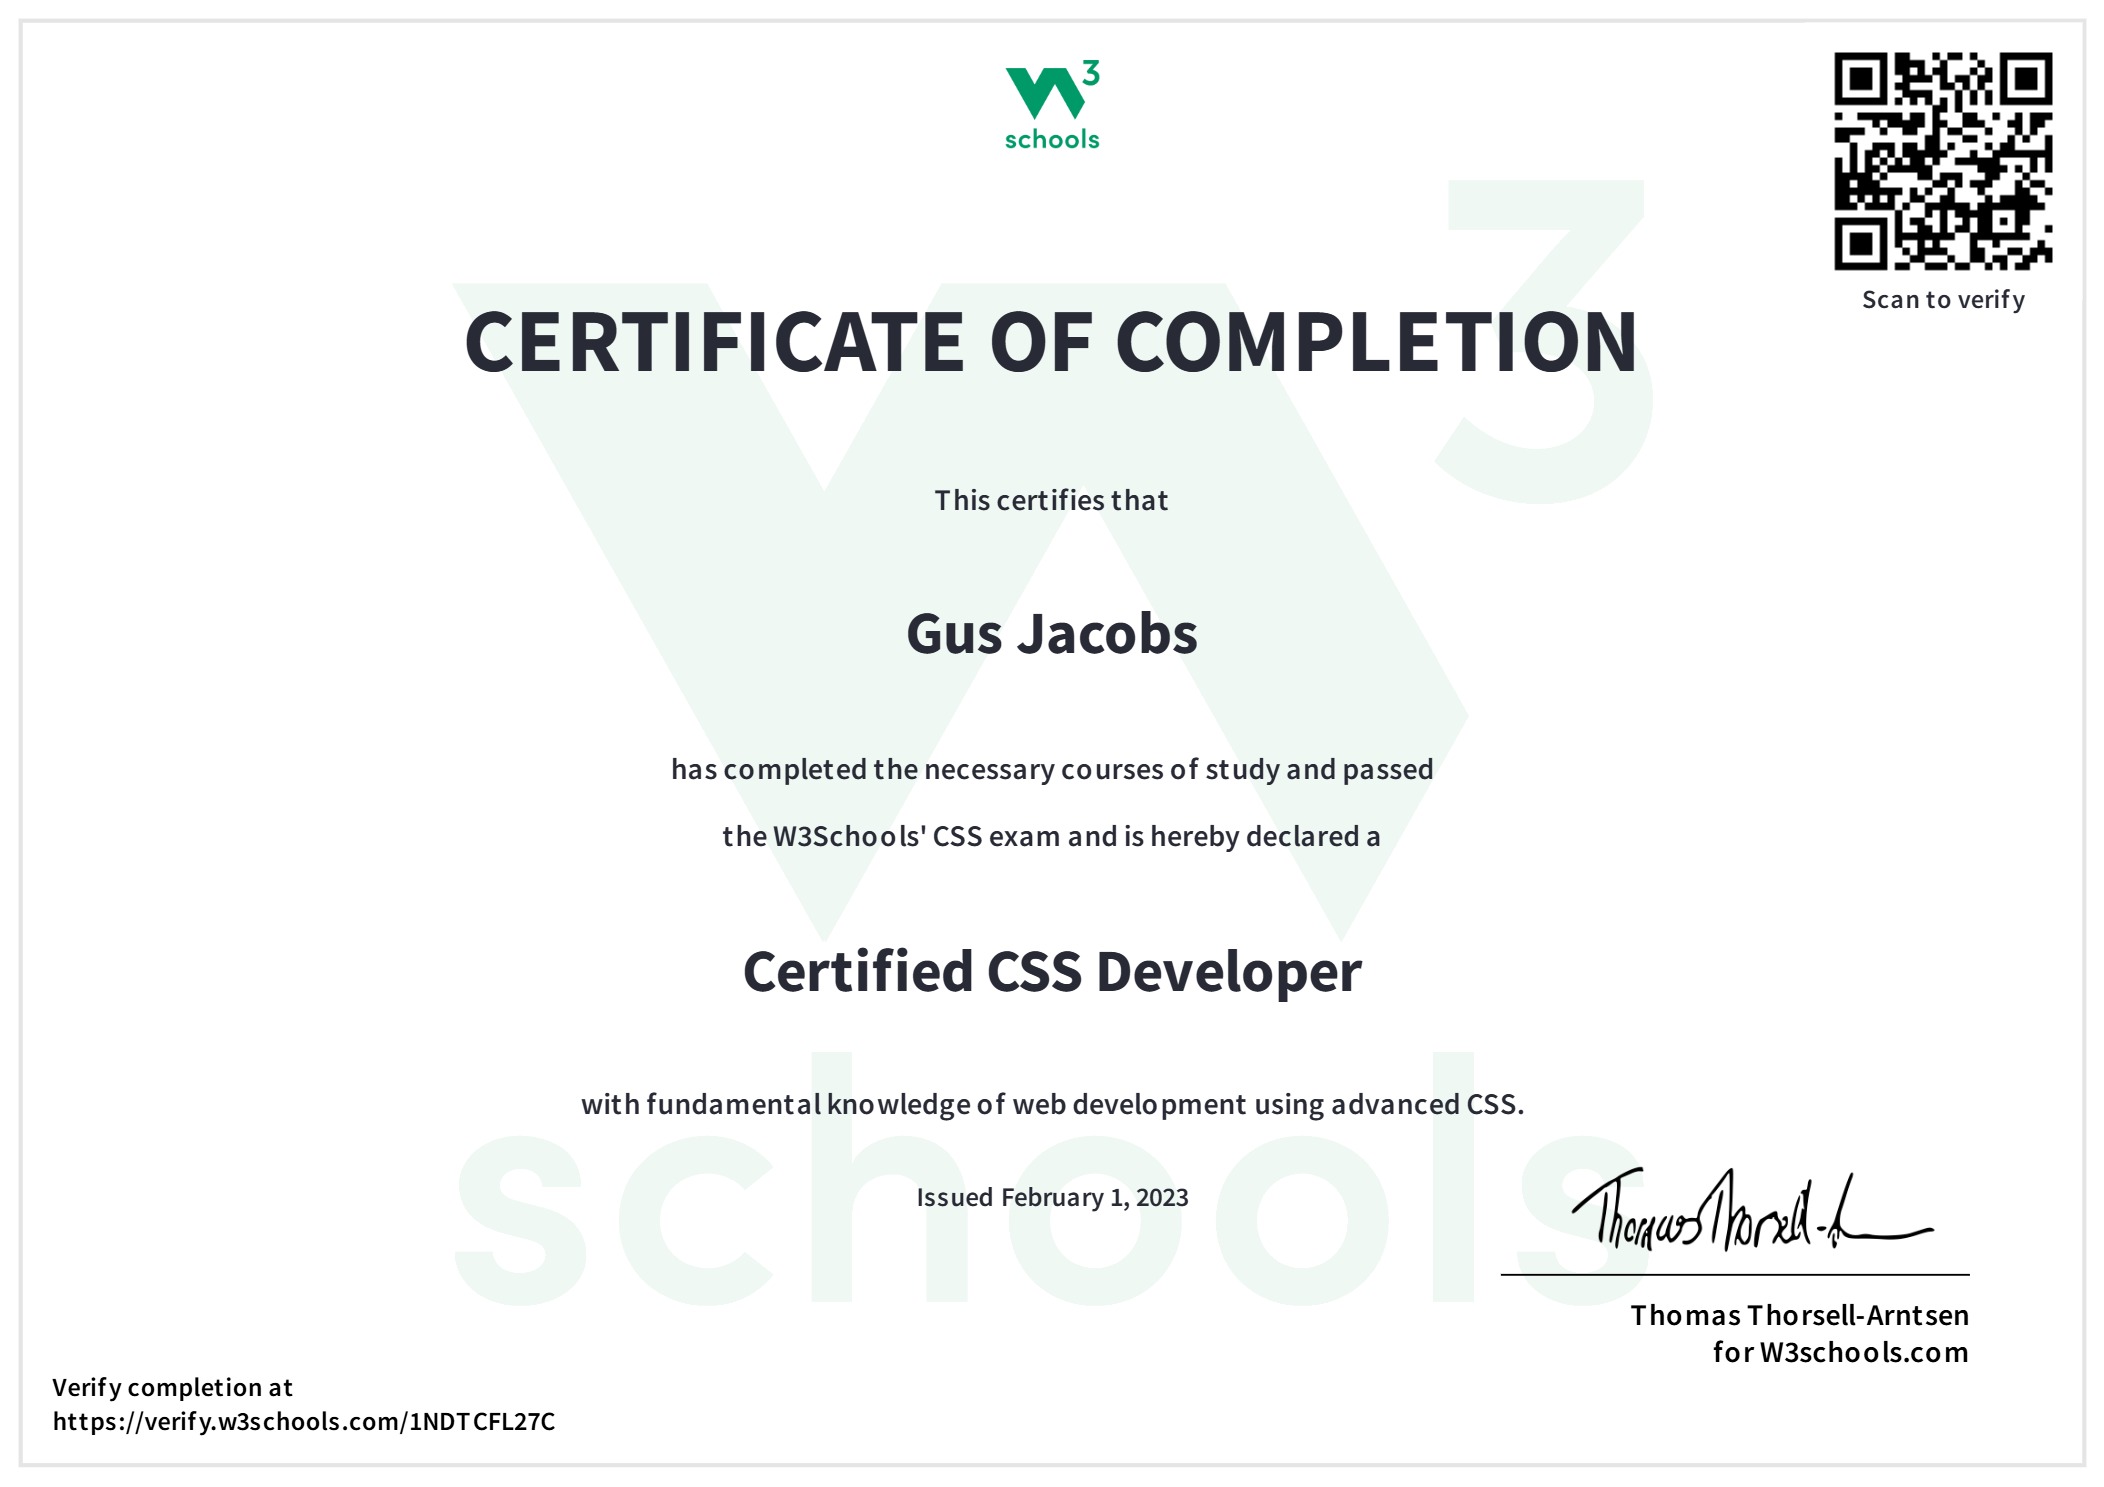 W3
schools
Scan to verify
CERTIFICATE OF COMPLETION
This certifies that
Gus Jacobs
has completed the necessary courses of study and passed
the W3Schools' CSS exam and is hereby declared a
Certified CSS Developer
with fundamental knowledge of web development using advanced CSS.
Issued February 1, 2023
Thomas Thorsell-A
Thomas Thorsell-Arntsen
for W3schools.com
Verify completion at
https://verify.w3schools.com/1NDTCFL27C
W3
schools